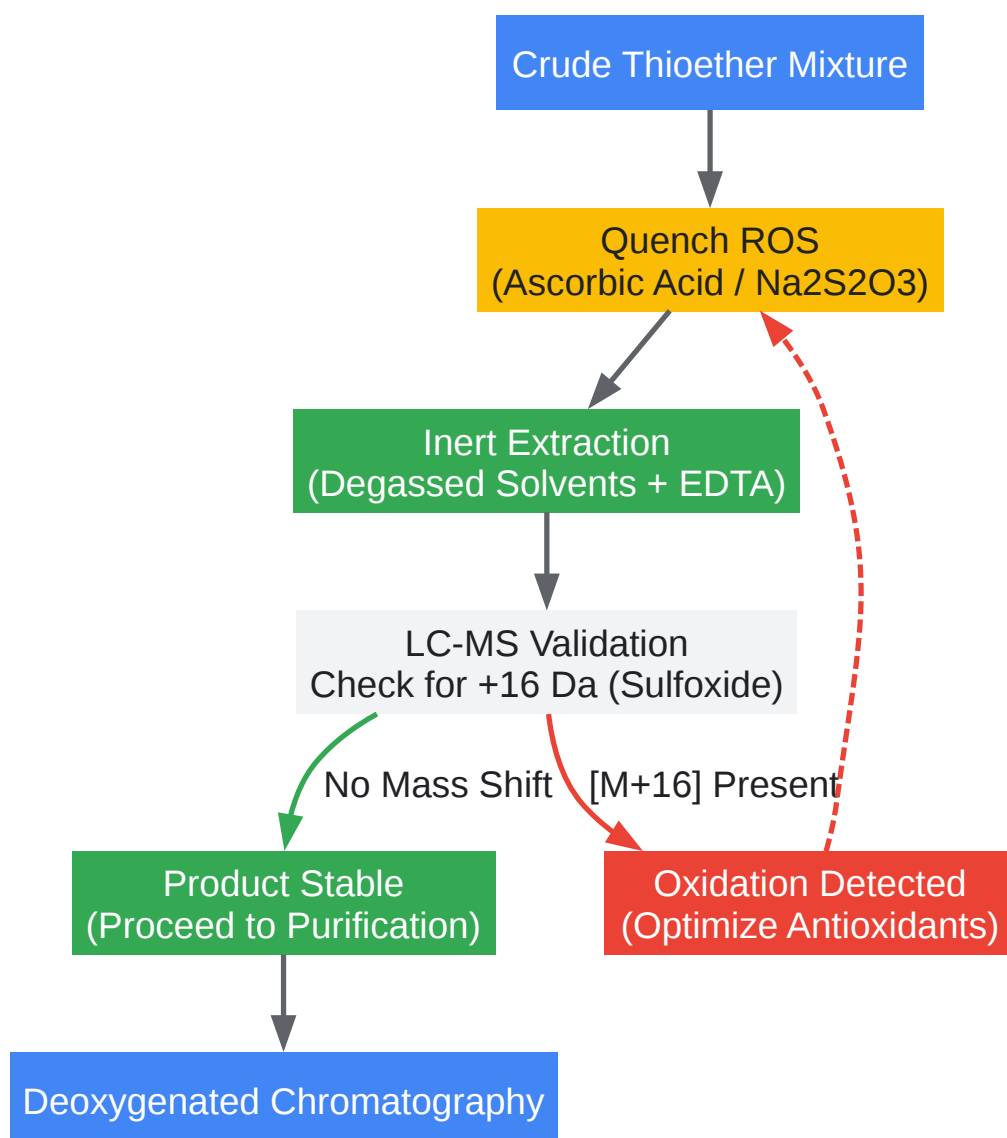 Crude Thioether Mixture
Quench ROS
(Ascorbic Acid / Na2S2O3)
Inert Extraction
(Degassed Solvents + EDTA)
LC-MS Validation
Check for +16 Da (Sulfoxide)
No Mass Shift
[M+16] Present
Product Stable
(Proceed to Purification)
Oxidation Detected
(Optimize Antioxidants)
Deoxygenated Chromatography